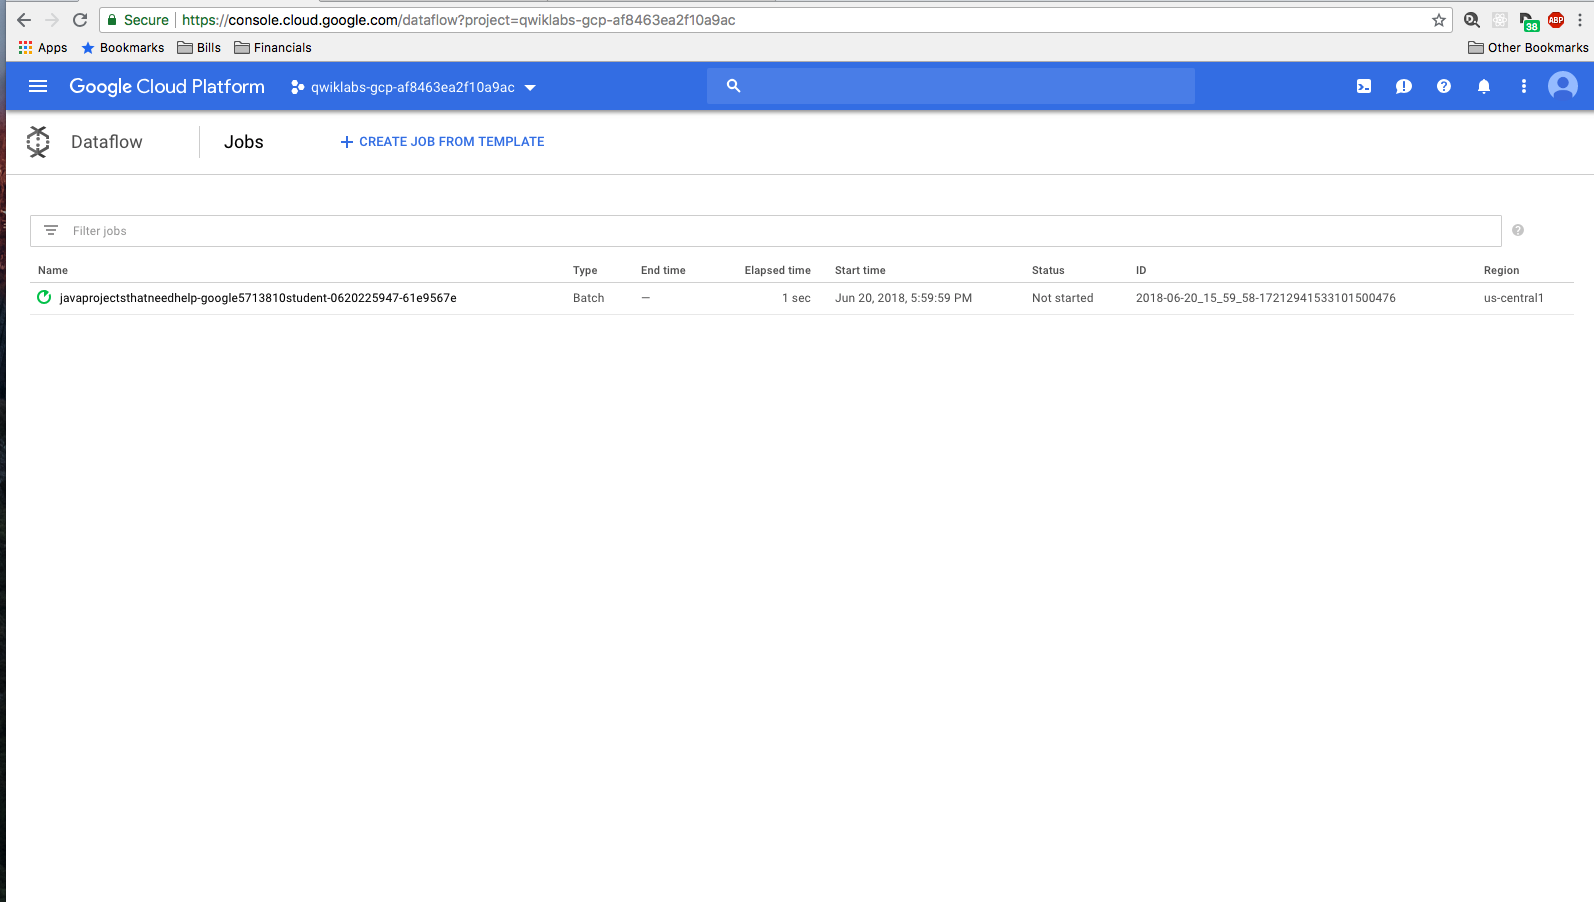 Secure https://console.cloud.google.com/dataflow?project=qwiklabs-gcp-af8463ea2f10a9ac 38 ABP
Apps Bookmarks Bills Financials Other Bookmarks
Google Cloud Platform qwiklabs-gcp-af8463ea2f10a9ac
Dataflow Jobs + CREATE JOB FROM TEMPLATE
Filter jobs
Name Type End time Elapsed time Start time Status ID Region
javaprojectsthatneedhelp-google5713810student-0620225947-61e9567e Batch — 1 sec Jun 20, 2018, 5:59:59 PM Not started 2018-06-20_15_59_58-17212941533101500476 us-central1